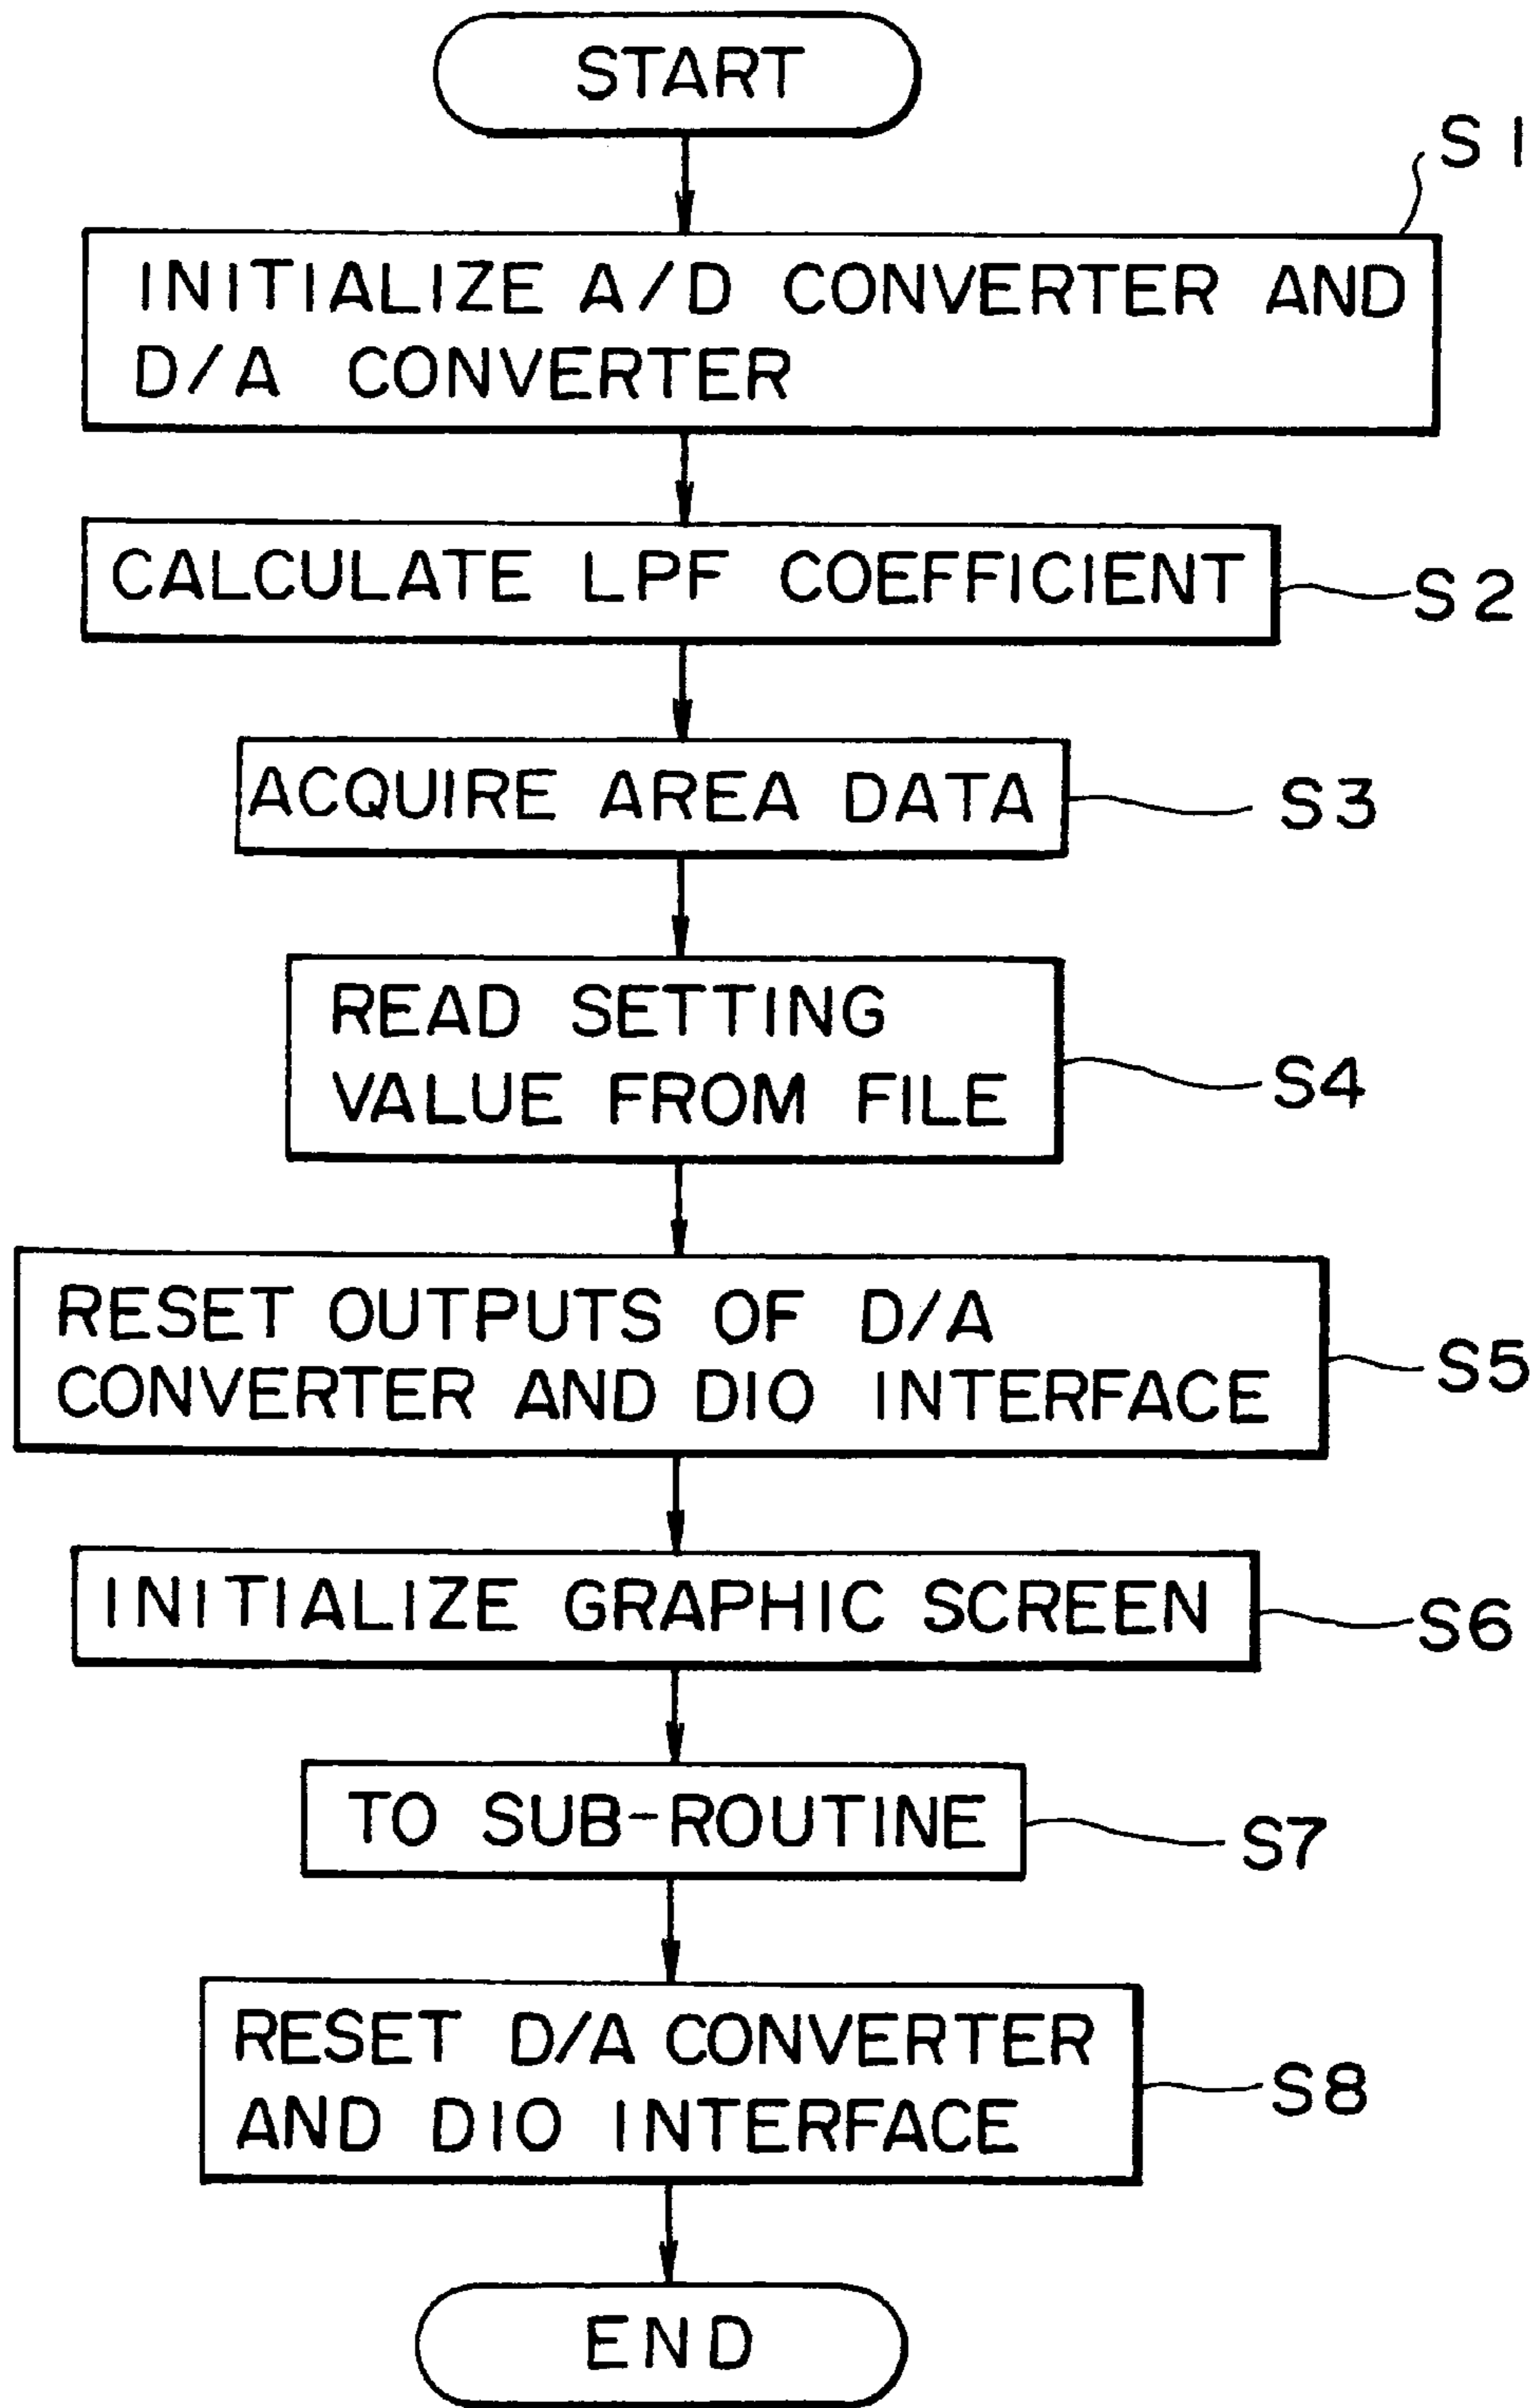 START
S1
INITIALIZE A/D CONVERTER AND
D/A CONVERTER
CALCULATE LPF COEFFICIENT
S2
ACQUIRE AREA DATA
S3
READ SETTING
VALUE FROM FILE
S4
RESET OUTPUTS OF D/A
CONVERTER AND DIO INTERFACE
S5
INITIALIZE GRAPHIC SCREEN
S6
TO SUB-ROUTINE
S7
RESET D/A CONVERTER
AND DIO INTERFACE
S8
END